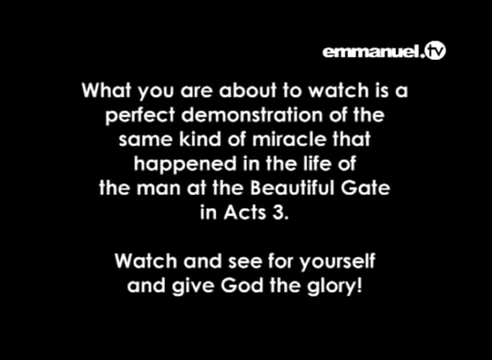 emmanuel.tv
What you are about to watch is a
perfect demonstration of the
same kind of miracle that
happened in the life of
the man at the Beautiful Gate
in Acts 3.
Watch and see for yourself
and give God the glory!